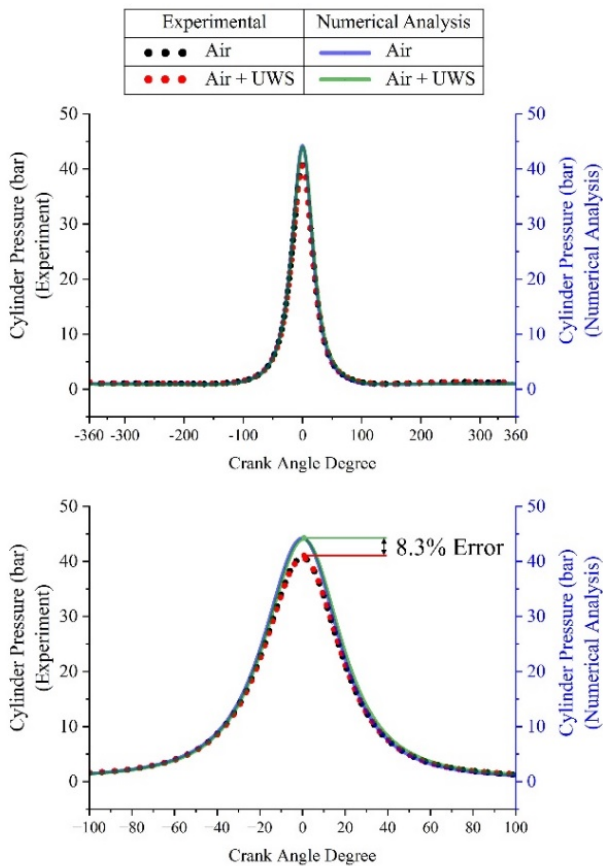 Experimental Numerical Analysis
Air Air
Air + UWS Air + UWS
Cylinder Pressure (bar)
(Experiment)
50
40
30
20
10
0
50
40
30
20
10
0
Cylinder Pressure (bar)
(Numerical Analysis)
-360 -300 -200 -100 0 100 200 300 360
Crank Angle Degree
Cylinder Pressure (bar)
(Experiment)
50
40
30
20
10
0
8.3% Error
50
40
30
20
10
0
Cylinder Pressure (bar)
(Numerical Analysis)
−100 −80 −60 −40 −20 0 20 40 60 80 100
Crank Angle Degree